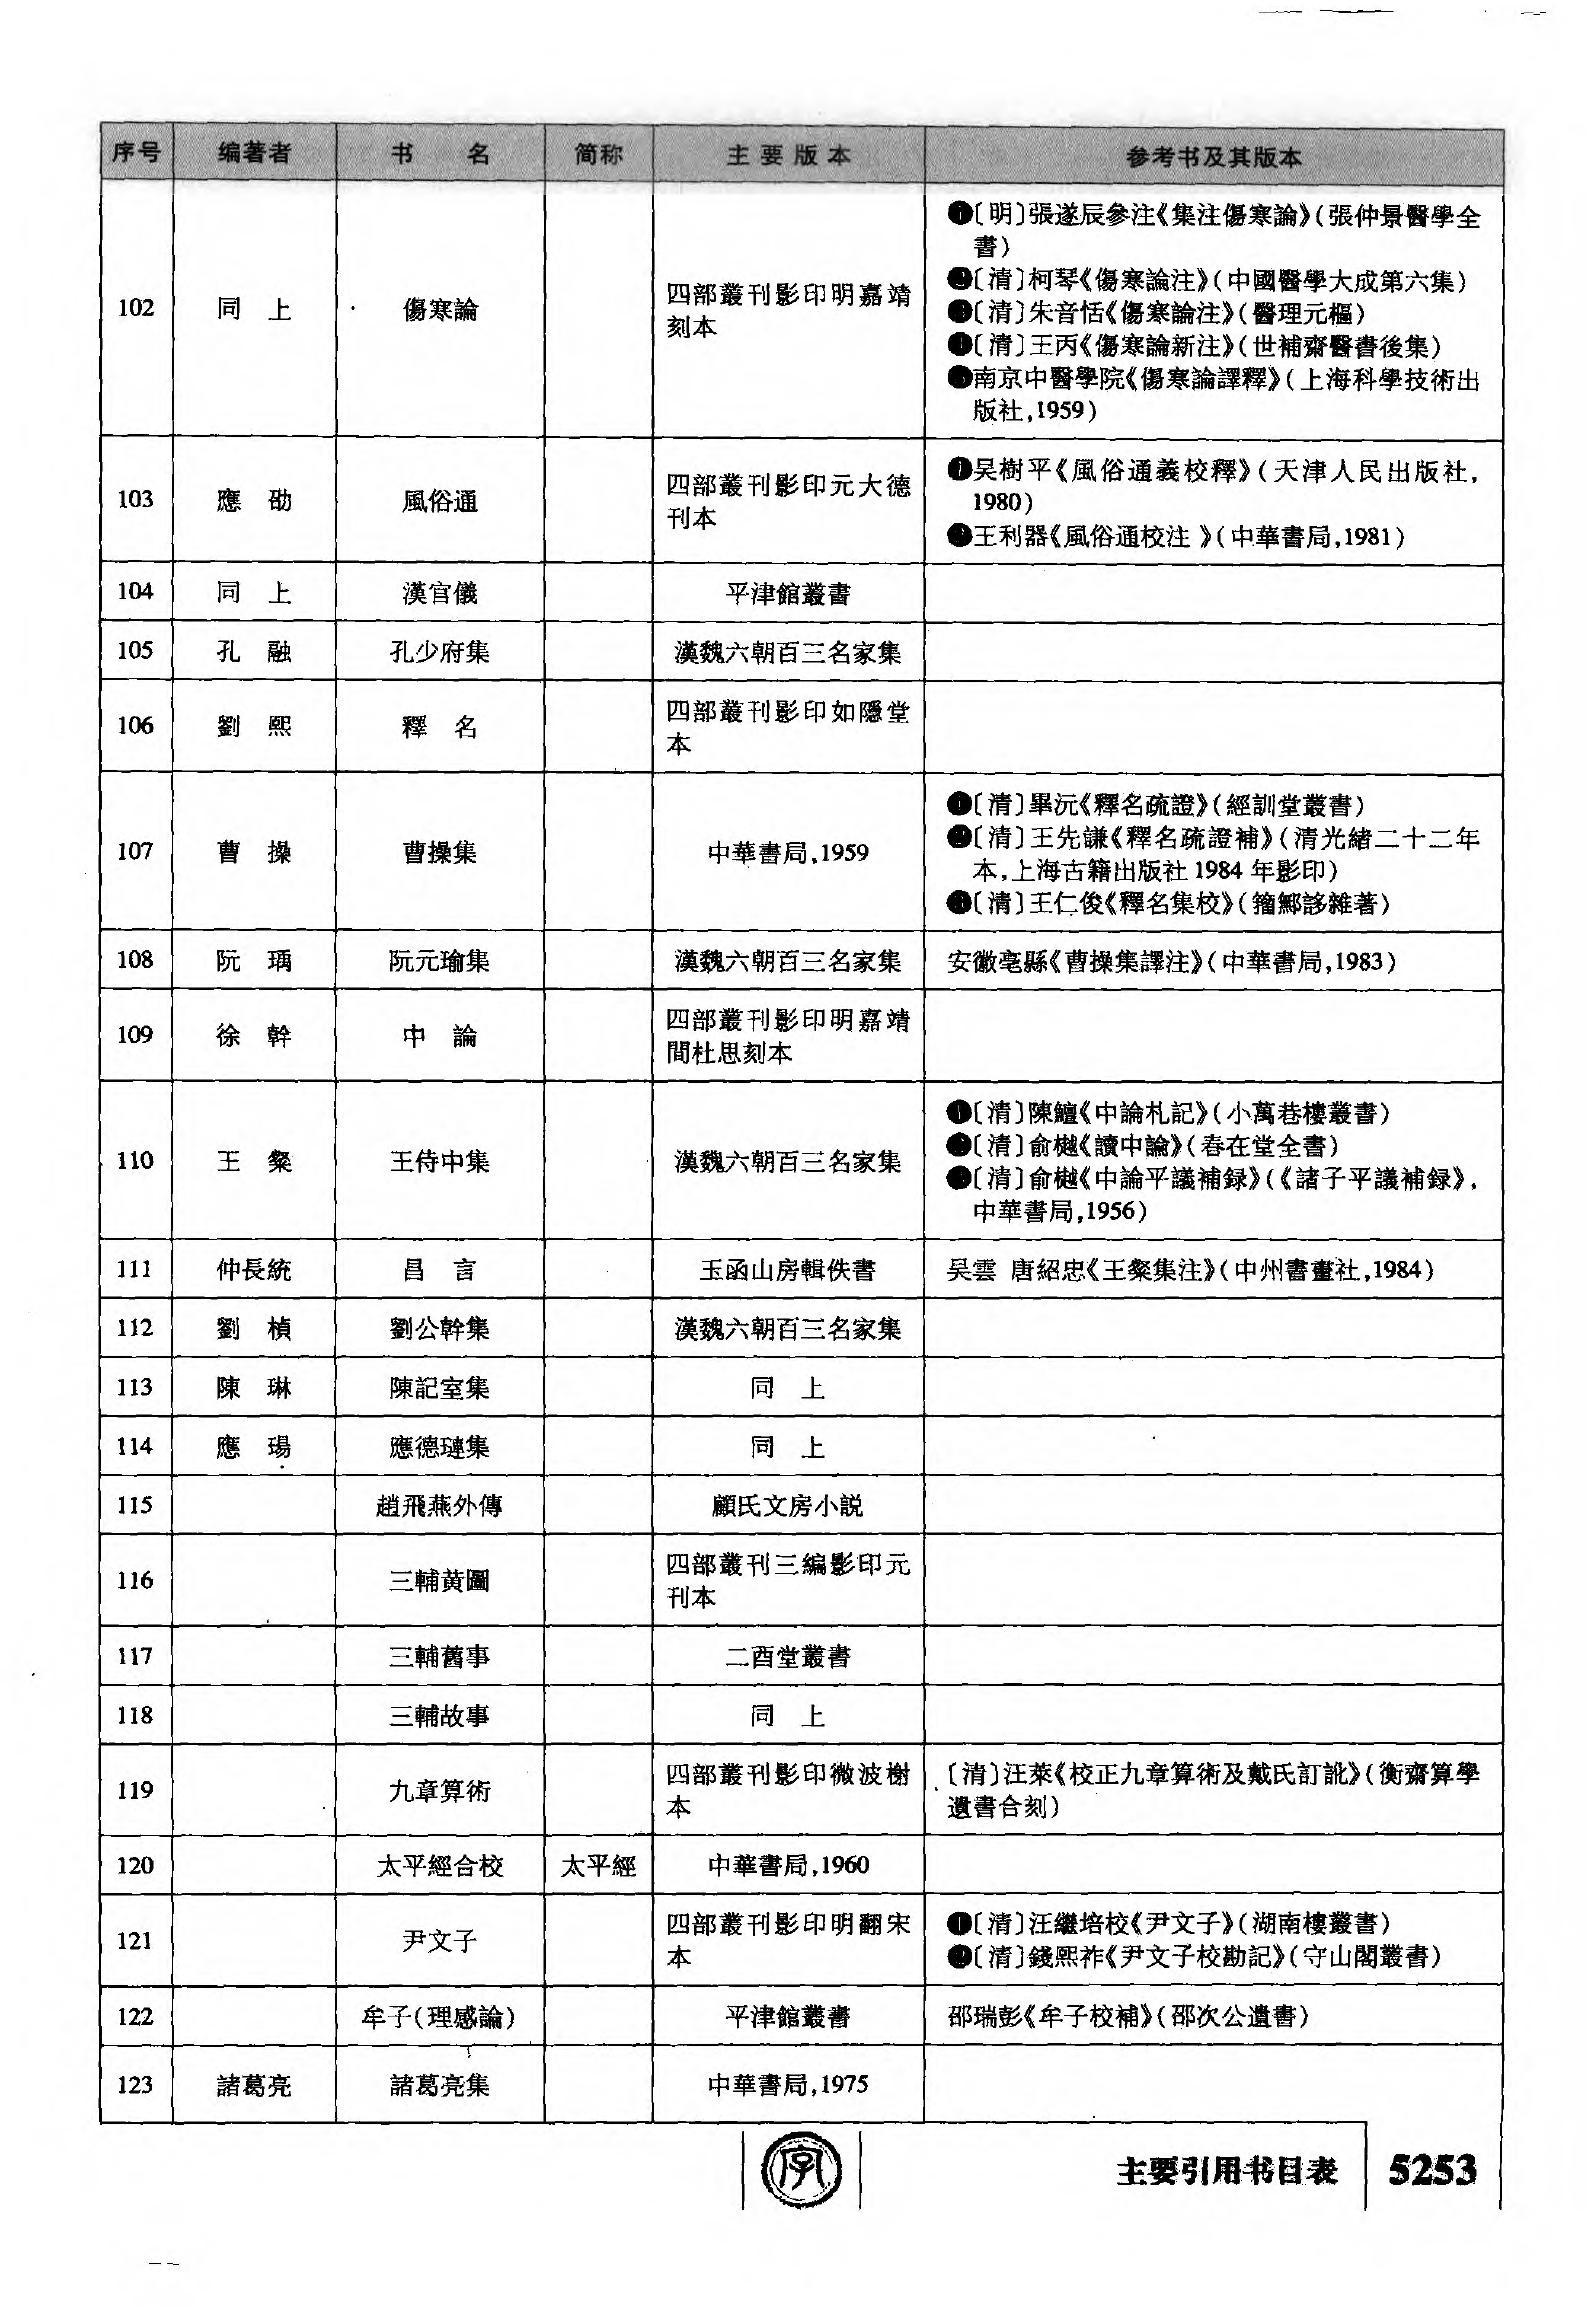 序号 编著者 书 名 简称 主要版本 参考书及其版本
102 同 上 傷寒論 四部叢刊影印明嘉靖
刻本
❶〔明〕張遂辰參注《集注傷寒論》(張仲景醫學全
書)
❷〔清〕柯琴《傷寒論注》(中國醫學大成第六集)
❸〔清〕朱音恬《傷寒論注》(醫理元樞)
❹〔清〕王丙《傷寒論新注》(世補齋醫書後集)
❺南京中醫學院《傷寒論譯釋》(上海科學技術出
版社,1959)
103 應 劭 風俗通 四部叢刊影印元大德
刊本
❶吴樹平《風俗通義校釋》(天津人民出版社,
1980)
❷王利器《風俗通校注》(中華書局,1981)
104 同 上 漢官儀 平津館叢書
105 孔 融 孔少府集 漢魏六朝百三名家集
106 劉 熙 釋 名 四部叢刊影印如隱堂
本
107 曹 操 曹操集 中華書局,1959
❶〔清〕畢沅《釋名疏證》(經訓堂叢書)
❷〔清〕王先謙《釋名疏證補》(清光緒二十二年
本,上海古籍出版社1984年影印)
❸〔清〕王仁俊《釋名集校》(籀鄦誃雜著)
108 阮 瑀 阮元瑜集 漢魏六朝百三名家集 安徽亳縣《曹操集譯注》(中華書局,1983)
109 徐 幹 中 論 四部叢刊影印明嘉靖
間杜思刻本
110 王 粲 王侍中集 漢魏六朝百三名家集
❶〔清〕陳鱣《中論札記》(小萬巷樓叢書)
❷〔清〕俞樾《讀中論》(春在堂全書)
❸〔清〕俞樾《中論平議補録》(《諸子平議補録》,
中華書局,1956)
111 仲長統 昌 言 玉函山房輯佚書 吴雲 唐紹忠《王粲集注》(中州書畫社,1984)
112 劉 楨 劉公幹集 漢魏六朝百三名家集
113 陳 琳 陳記室集 同 上
114 應 瑒 應德璉集 同 上
115 趙飛燕外傳 顧氏文房小説
116 三輔黄圖 四部叢刊三編影印元
刊本
117 三輔舊事 二酉堂叢書
118 三輔故事 同 上
119 九章算術 四部叢刊影印微波榭
本
〔清〕汪萊《校正九章算術及戴氏訂訛》(衡齋算學
遺書合刻)
120 太平經合校 太平經 中華書局,1960
121 尹文子 四部叢刊影印明翻宋
本
❶〔清〕汪繼培校《尹文子》(湖南樓叢書)
❷〔清〕錢熙祚《尹文子校勘記》(守山閣叢書)
122 牟子(理感論) 平津館叢書 邵瑞彭《牟子校補》(邵次公遺書)
123 諸葛亮 諸葛亮集 中華書局,1975
字 主要引用书目表 5253